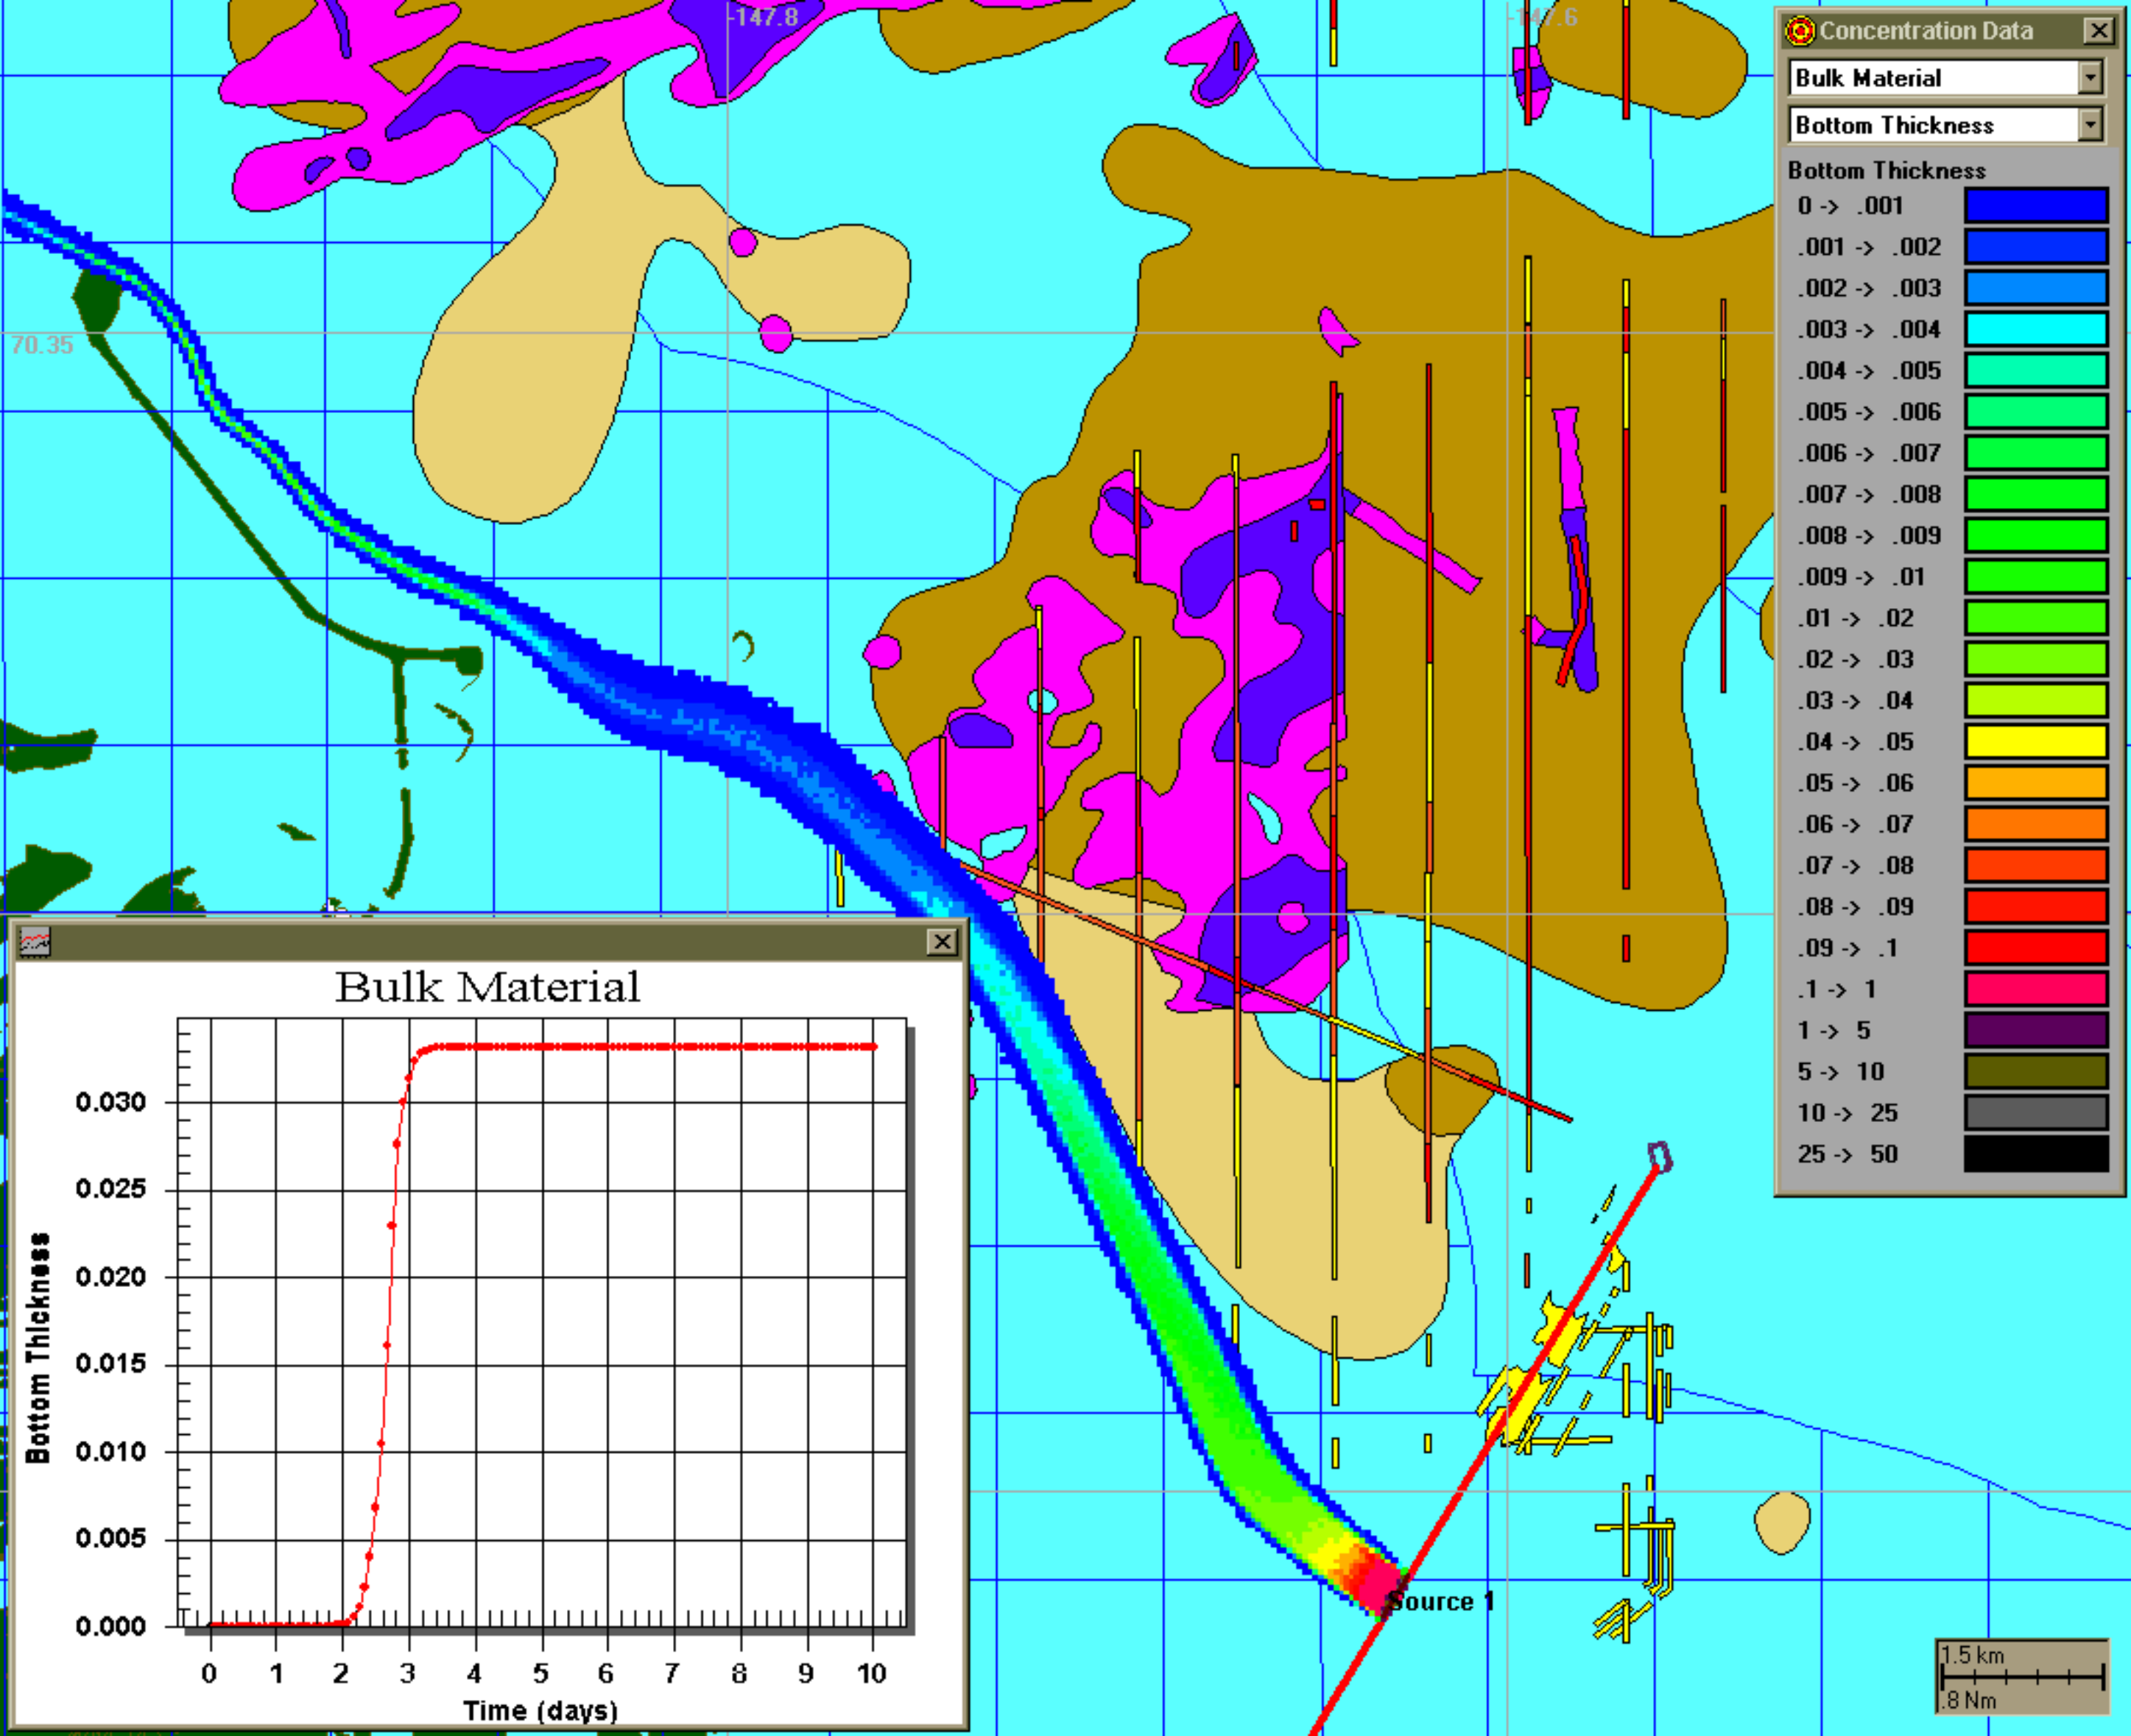 -147.8
-147.6
70.35
Concentration Data
Bulk Material
Bottom Thickness
Bottom Thickness
0 -> .001
.001 -> .002
.002 -> .003
.003 -> .004
.004 -> .005
.005 -> .006
.006 -> .007
.007 -> .008
.008 -> .009
.009 -> .01
.01 -> .02
.02 -> .03
.03 -> .04
.04 -> .05
.05 -> .06
.06 -> .07
.07 -> .08
.08 -> .09
.09 -> .1
.1 -> 1
1 -> 5
5 -> 10
10 -> 25
25 -> 50
Bulk Material
Bottom Thickness
0.030
0.025
0.020
0.015
0.010
0.005
0.000
0 1 2 3 4 5 6 7 8 9 10
Time (days)
Source 1
1.5 km
.8 Nm